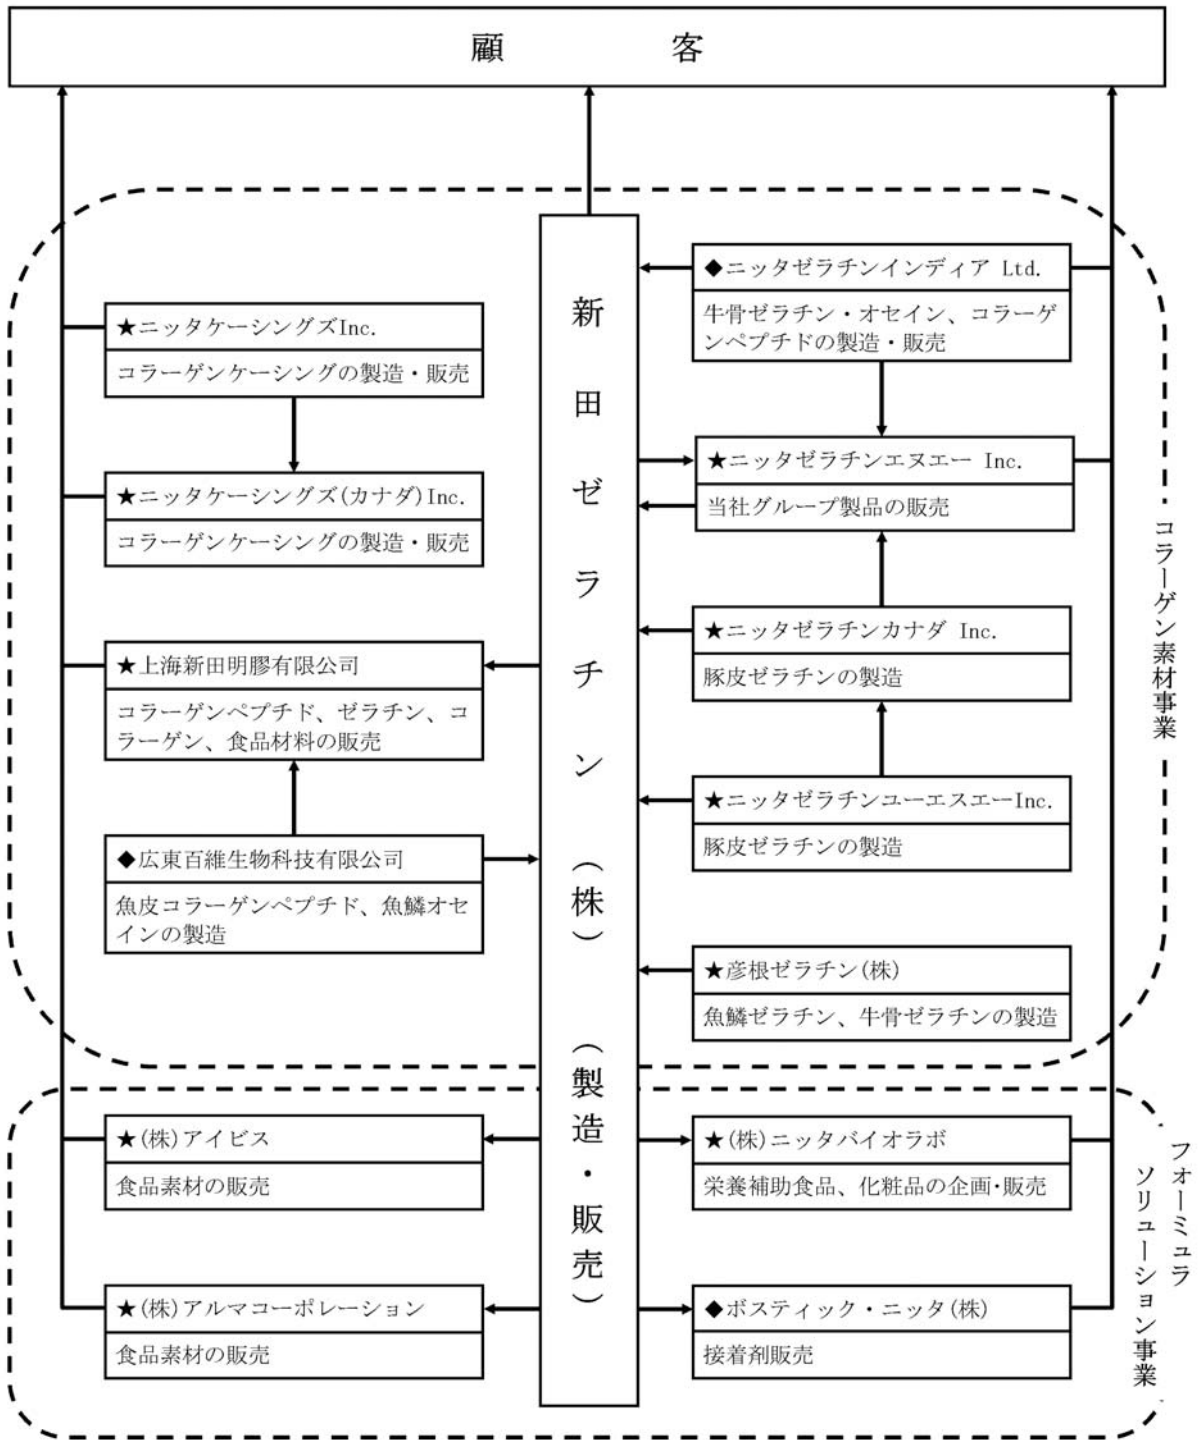 顧客
新田ゼラチン(株)(製造・販売)
★ニッタケーシングズInc.
コラーゲンケーシングの製造・販売
★ニッタケーシングズ(カナダ)Inc.
コラーゲンケーシングの製造・販売
★上海新田明膠有限公司
コラーゲンペプチド、ゼラチン、コ
ラーゲン、食品材料の販売
◆広東百維生物科技有限公司
魚皮コラーゲンペプチド、魚鱗オセ
インの製造
◆ニッタゼラチンインディア Ltd.
牛骨ゼラチン・オセイン、コラーゲ
ンペプチドの製造・販売
★ニッタゼラチンエヌエー Inc.
当社グループ製品の販売
★ニッタゼラチンカナダ Inc.
豚皮ゼラチンの製造
★ニッタゼラチンユーエスエーInc.
豚皮ゼラチンの製造
★彦根ゼラチン(株)
魚鱗ゼラチン、牛骨ゼラチンの製造
コラーゲン素材事業
★(株)アイビス
食品素材の販売
★(株)アルマコーポレーション
食品素材の販売
★(株)ニッタバイオラボ
栄養補助食品、化粧品の企画・販売
◆ボスティック・ニッタ(株)
接着剤販売
フォーミュラ
ソリューション事業